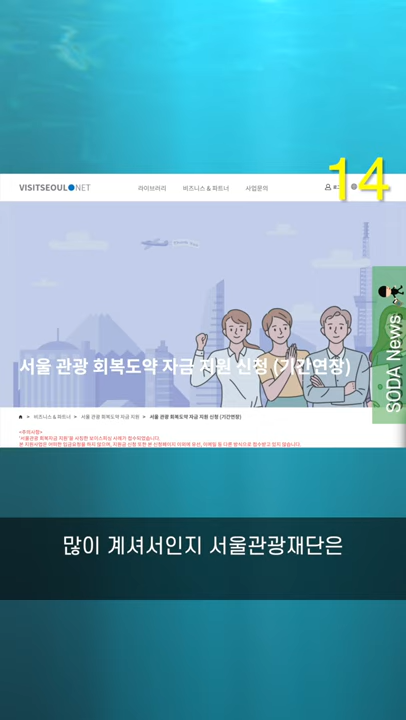 14
VISITSEOUL NET
라이브러리 비즈니스 & 파트너 사업문의
서울 관광 회복도약 자금 지원 신청 (기간연장)
> 비즈니스 & 파트너 > 서울 관광 회복도약 자금 지원 > 서울 관광 회복도약 자금 지원 신청 (기간연장)
<주의사항>
SODA News
많이 계셔서인지 서울관광재단은